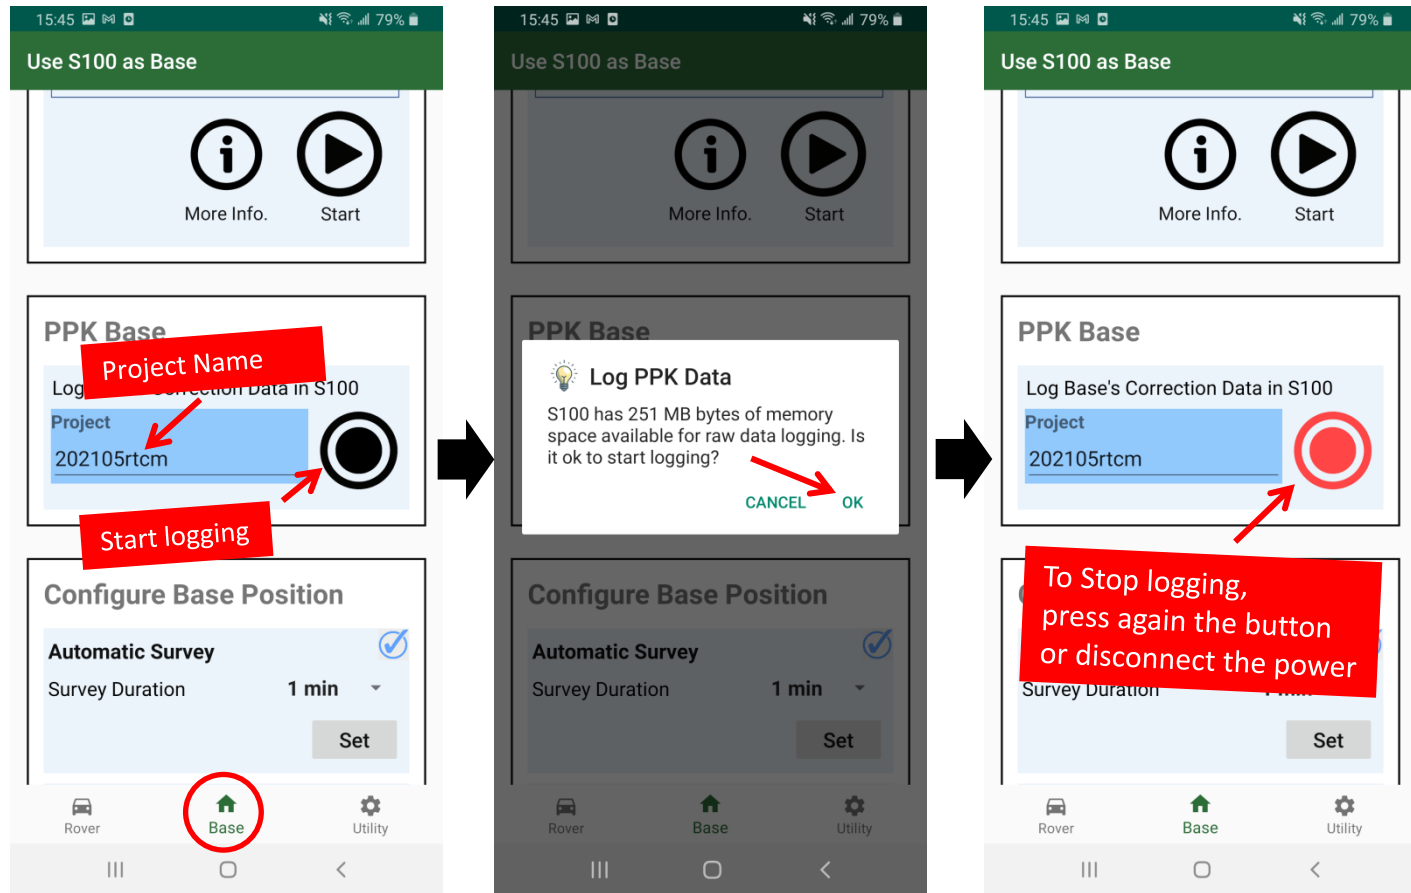 15:45
79%
Use S100 as Base
More Info.
Start
PPK Base
Project Name
Log
Correction Data in S100
Project
202105rtcm
Start logging
Configure Base Position
Automatic Survey
Survey Duration
1 min
Set
Rover
Base
Utility
15:45
79%
Use S100 as Base
More Info.
Start
PPK Base
Log PPK Data
S100 has 251 MB bytes of memory
space available for raw data logging. Is
it ok to start logging?
CANCEL
OK
Configure Base Position
Automatic Survey
Survey Duration
1 min
Set
Rover
Base
Utility
15:45
79%
Use S100 as Base
More Info.
Start
PPK Base
Log Base's Correction Data in S100
Project
202105rtcm
To Stop logging,
press again the button
or disconnect the power
Survey Duration
Set
Rover
Base
Utility